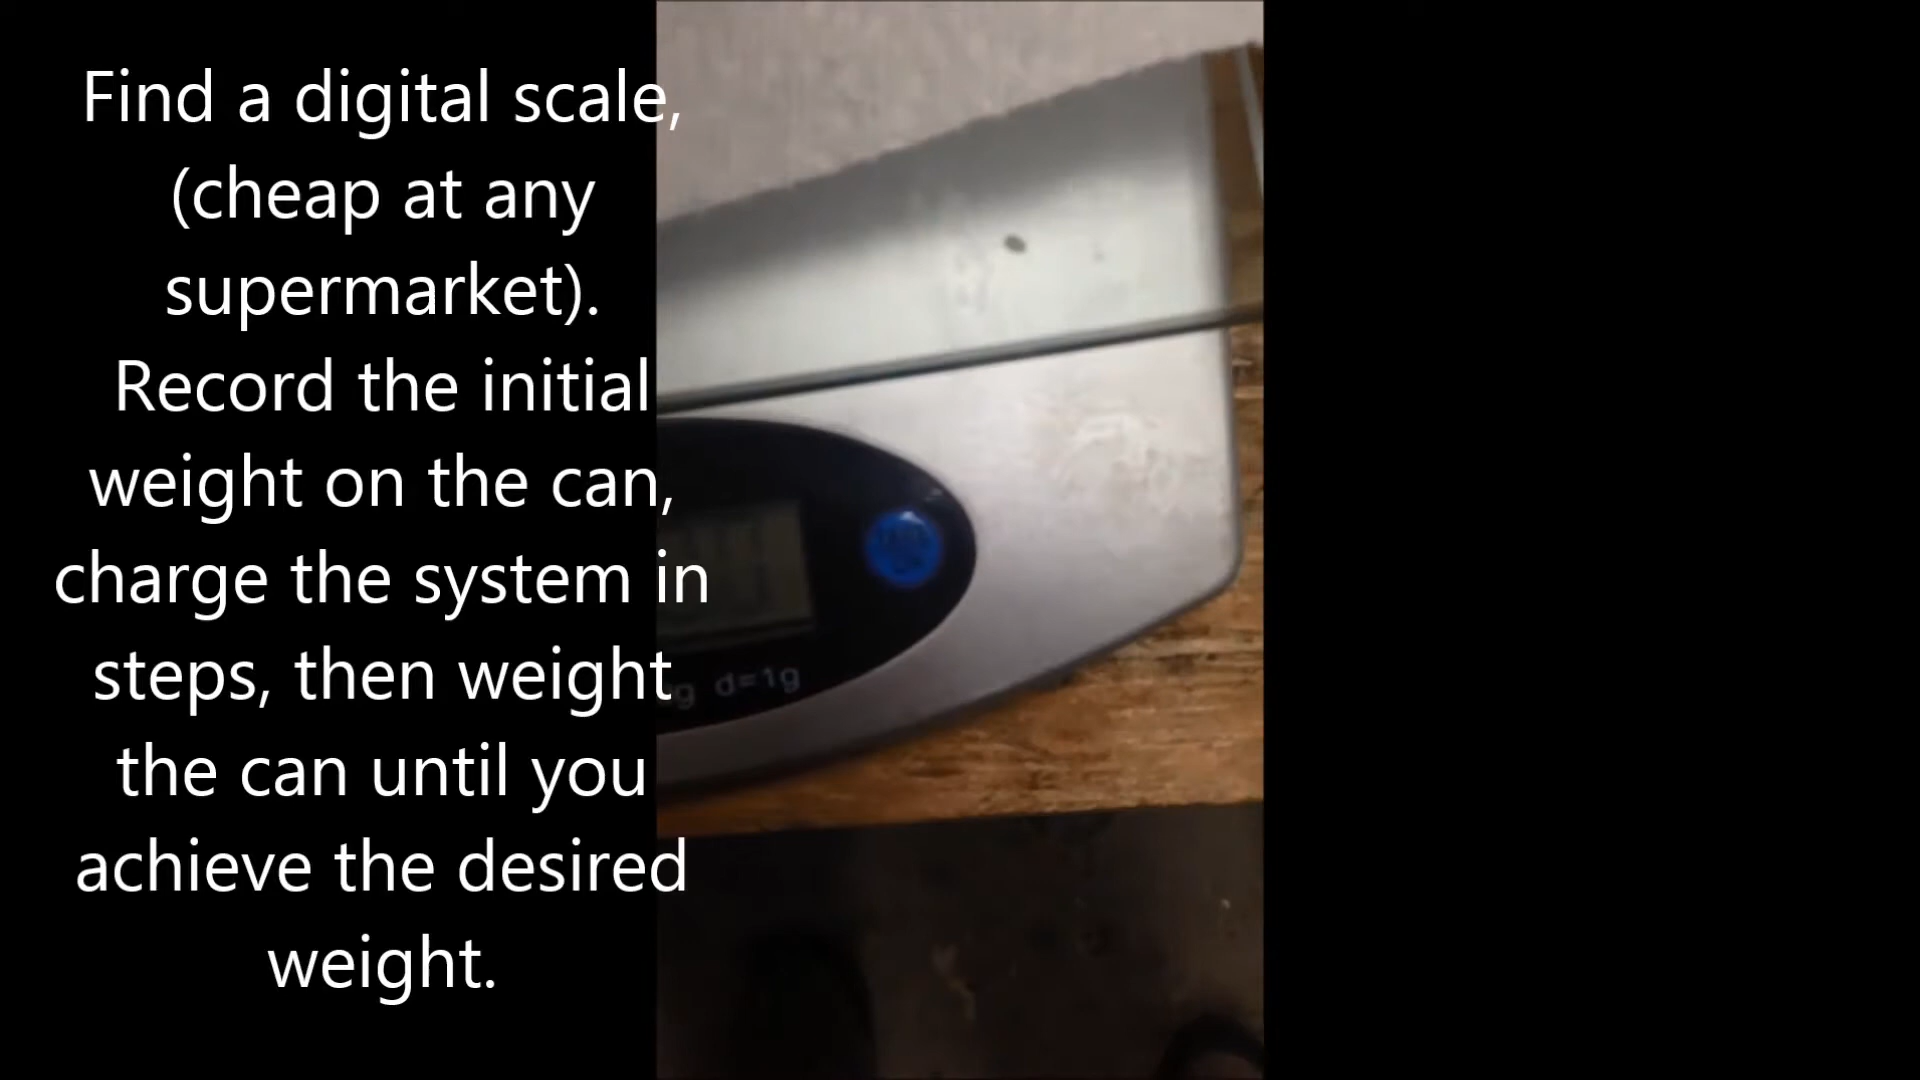 Find a digital scale,
(cheap at any
supermarket).
Record the initial
weight on the can,
charge the system in
steps, then weight
the can until you
achieve the desired
weight.
d=1g